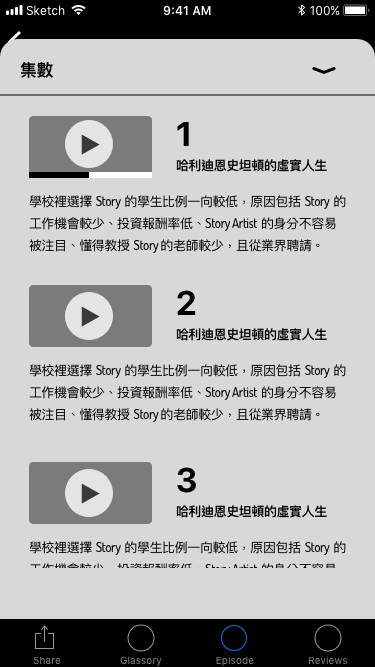 Sketch 9:41 AM 100%
集數
1
哈利迪恩史坦頓的虛實人生
學校裡選擇 Story 的學生比例一向較低，原因包括 Story 的
工作機會較少、投資報酬率低、Story Artist 的身分不容易
被注目、懂得教授 Story 的老師較少，且從業界聘請。
2
哈利迪恩史坦頓的虛實人生
學校裡選擇 Story 的學生比例一向較低，原因包括 Story 的
工作機會較少、投資報酬率低、Story Artist 的身分不容易
被注目、懂得教授 Story 的老師較少，且從業界聘請。
3
哈利迪恩史坦頓的虛實人生
學校裡選擇 Story 的學生比例一向較低，原因包括 Story 的
工作機會較少、投資報酬率低、Story Artist 的身分不容易
Share Glassory Episode Reviews